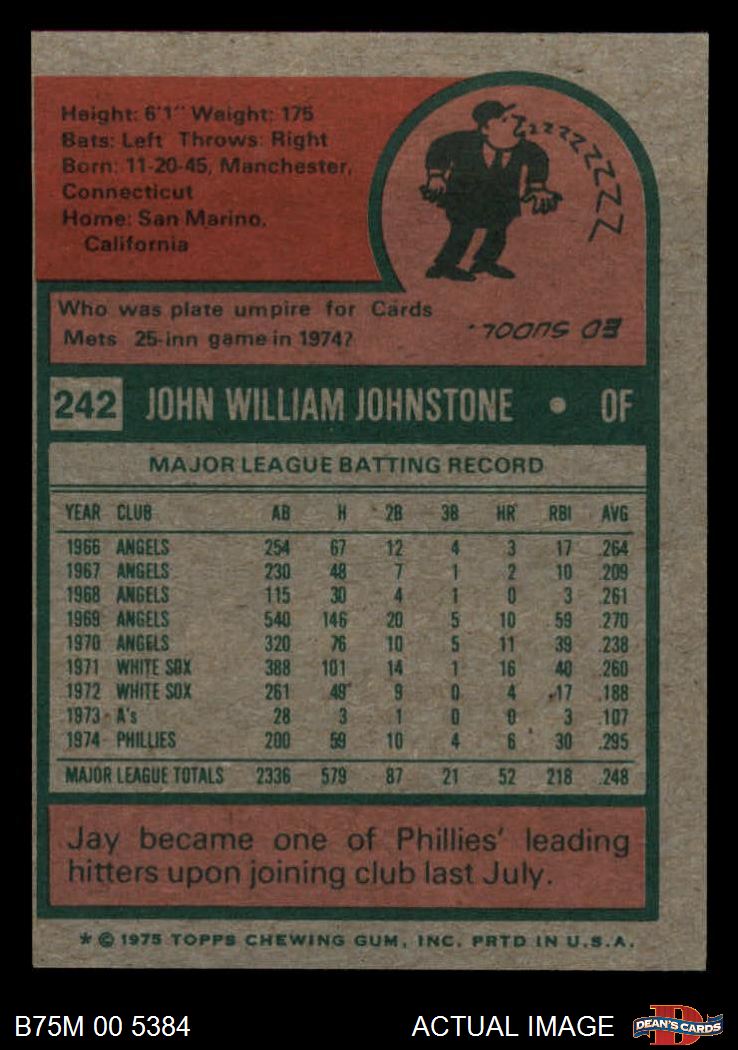 Height: 6'1" Weight: 175
Bats: Left Throws: Right
Born: 11-20-45, Manchester,
Connecticut
Home: San Marino,
California
ZZZZZZZZZ
Who was plate umpire for Cards
Mets 25-inn game in 1974?
ED SUDOL.
242 JOHN WILLIAM JOHNSTONE • OF
MAJOR LEAGUE BATTING RECORD
YEAR CLUB AB H 2B 3B HR RBI AVG
1966 ANGELS 254 67 12 4 3 17 .264
1967 ANGELS 230 48 7 1 2 10 .209
1968 ANGELS 115 30 4 1 0 3 .261
1969 ANGELS 540 146 20 5 10 59 .270
1970 ANGELS 320 76 10 5 11 39 .238
1971 WHITE SOX 388 101 14 1 16 40 .260
1972 WHITE SOX 261 49 9 0 4 17 .188
1973 A's 28 3 1 0 0 3 .107
1974 PHILLIES 200 59 10 4 6 30 .295
MAJOR LEAGUE TOTALS 2336 579 87 21 52 218 .248
Jay became one of Phillies' leading
hitters upon joining club last July.
* © 1975 TOPPS CHEWING GUM, INC. PRTD IN U.S.A.
B75M 00 5384 ACTUAL IMAGE
D
DEAN'S CARDS